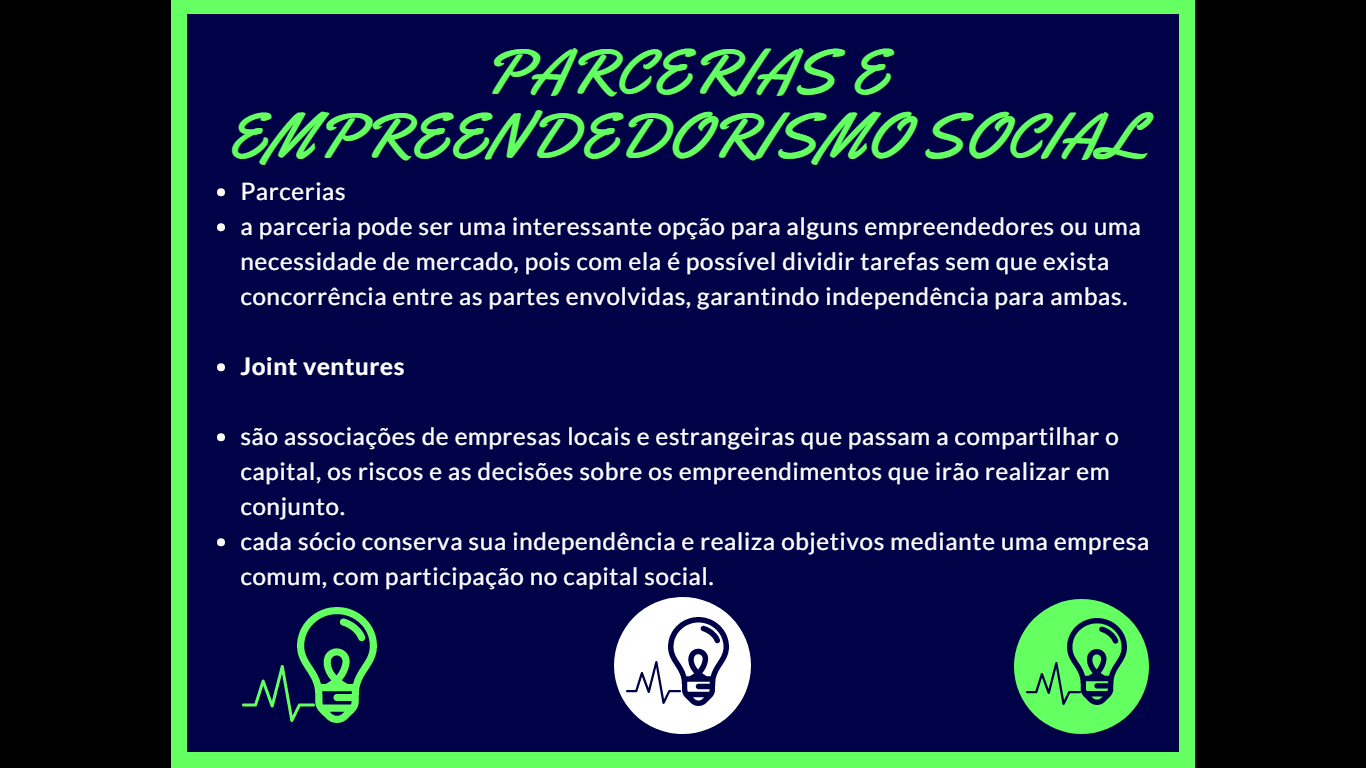 PARCERIAS E
EMPREENDEDORISMO SOCIAL
• Parcerias
• a parceria pode ser uma interessante opção para alguns empreendedores ou uma
necessidade de mercado, pois com ela é possível dividir tarefas sem que exista
concorrência entre as partes envolvidas, garantindo independência para ambas.
• Joint ventures
• são associações de empresas locais e estrangeiras que passam a compartilhar o
capital, os riscos e as decisões sobre os empreendimentos que irão realizar em
conjunto.
• cada sócio conserva sua independência e realiza objetivos mediante uma empresa
comum, com participação no capital social.